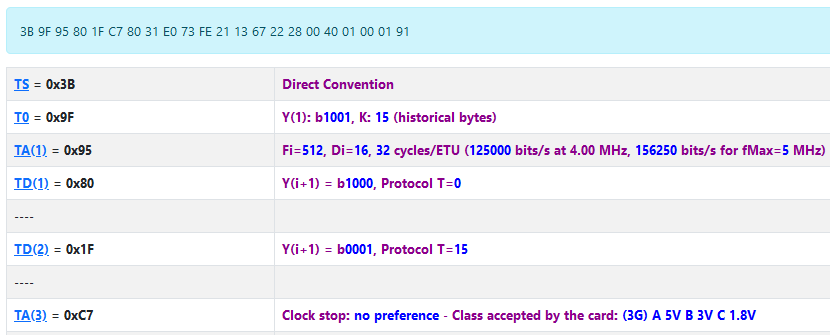 3B 9F 95 80 1F C7 80 31 E0 73 FE 21 13 67 22 28 00 40 01 00 01 91
TS = 0x3B Direct Convention
T0 = 0x9F Y(1): b1001, K: 15 (historical bytes)
TA(1) = 0x95 Fi=512, Di=16, 32 cycles/ETU (125000 bits/s at 4.00 MHz, 156250 bits/s for fMax=5 MHz)
TD(1) = 0x80 Y(i+1) = b1000, Protocol T=0
----
TD(2) = 0x1F Y(i+1) = b0001, Protocol T=15
----
TA(3) = 0xC7 Clock stop: no preference - Class accepted by the card: (3G) A 5V B 3V C 1.8V